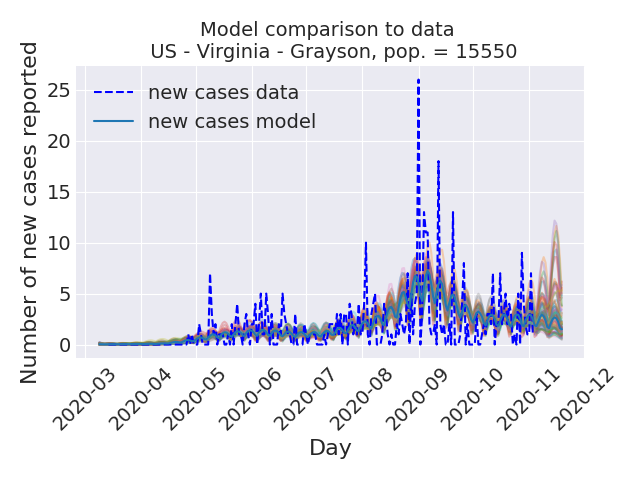 Model comparison to data
US - Virginia - Grayson, pop. = 15550
Number of new cases reported
25
20
15
10
5
0
new cases data
new cases model
2020-03
2020-04
2020-05
2020-06
2020-07
2020-08
2020-09
2020-10
2020-11
2020-12
Day